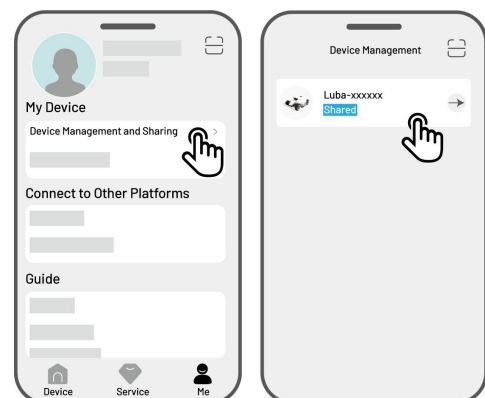 My Device
Device Management and Sharing
Connect to Other Platforms
Guide
Device Service Me
Device Management
Luba-xxxxxx
Shared